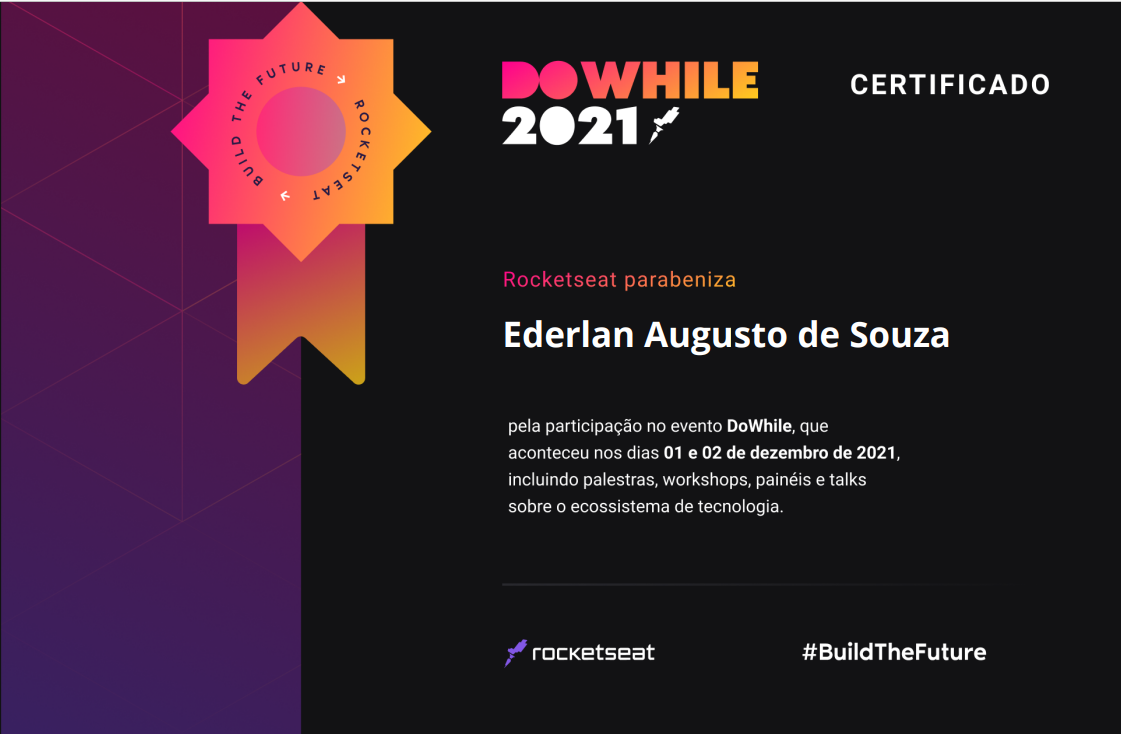 BUILD THE FUTURE → ROCKETSEAT →
DOWHILE
2021
CERTIFICADO
Rocketseat parabeniza
Ederlan Augusto de Souza
pela participação no evento DoWhile, que
aconteceu nos dias 01 e 02 de dezembro de 2021,
incluindo palestras, workshops, painéis e talks
sobre o ecossistema de tecnologia.
rocketseat
#BuildTheFuture